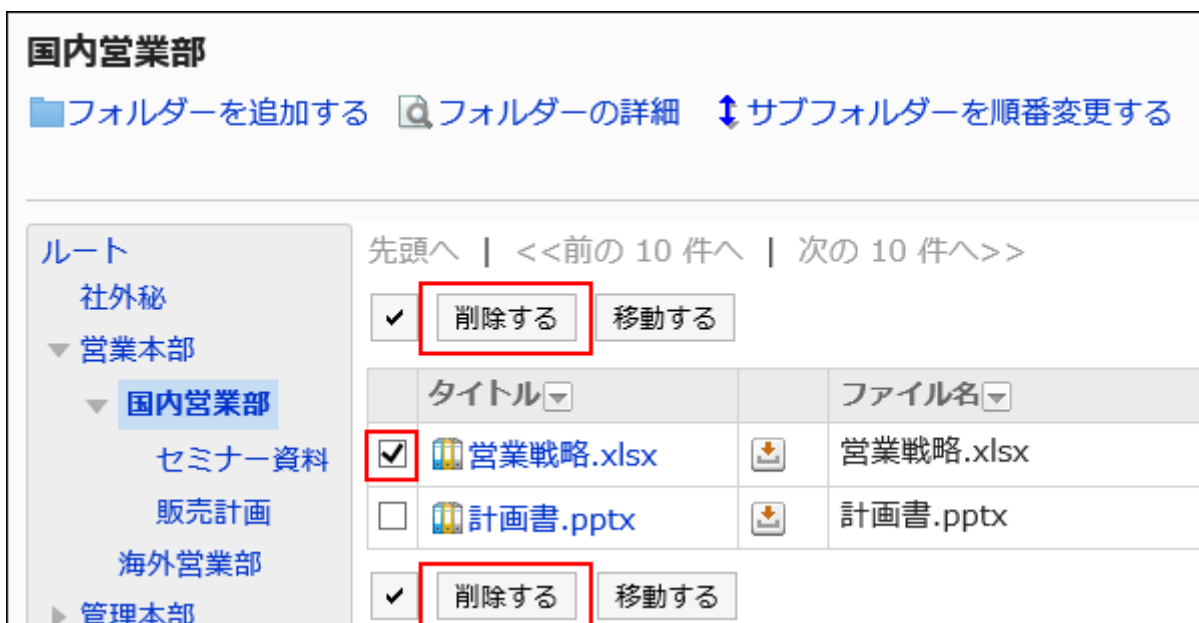 国内営業部
フォルダーを追加する フォルダーの詳細 サブフォルダーを順番変更する
ルート
社外秘
営業本部
国内営業部
セミナー資料
販売計画
海外営業部
管理本部
先頭へ | <<前の 10 件へ | 次の 10 件へ>>
削除する 移動する
タイトル ファイル名
営業戦略.xlsx 営業戦略.xlsx
計画書.pptx 計画書.pptx
削除する 移動する